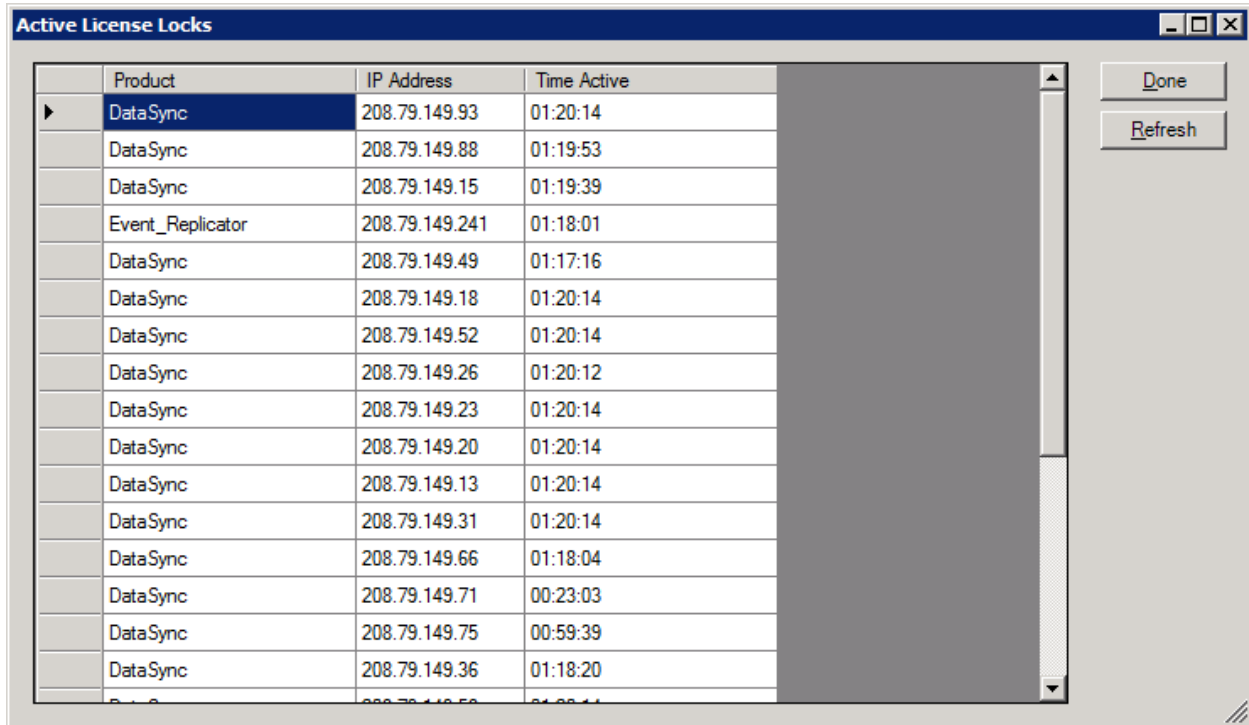 Active License Locks
Product IP Address Time Active
DataSync 208.79.149.93 01:20:14
DataSync 208.79.149.88 01:19:53
DataSync 208.79.149.15 01:19:39
Event_Replicator 208.79.149.241 01:18:01
DataSync 208.79.149.49 01:17:16
DataSync 208.79.149.18 01:20:14
DataSync 208.79.149.52 01:20:14
DataSync 208.79.149.26 01:20:12
DataSync 208.79.149.23 01:20:14
DataSync 208.79.149.20 01:20:14
DataSync 208.79.149.13 01:20:14
DataSync 208.79.149.31 01:20:14
DataSync 208.79.149.66 01:18:04
DataSync 208.79.149.71 00:23:03
DataSync 208.79.149.75 00:59:39
DataSync 208.79.149.36 01:18:20
Done
Refresh